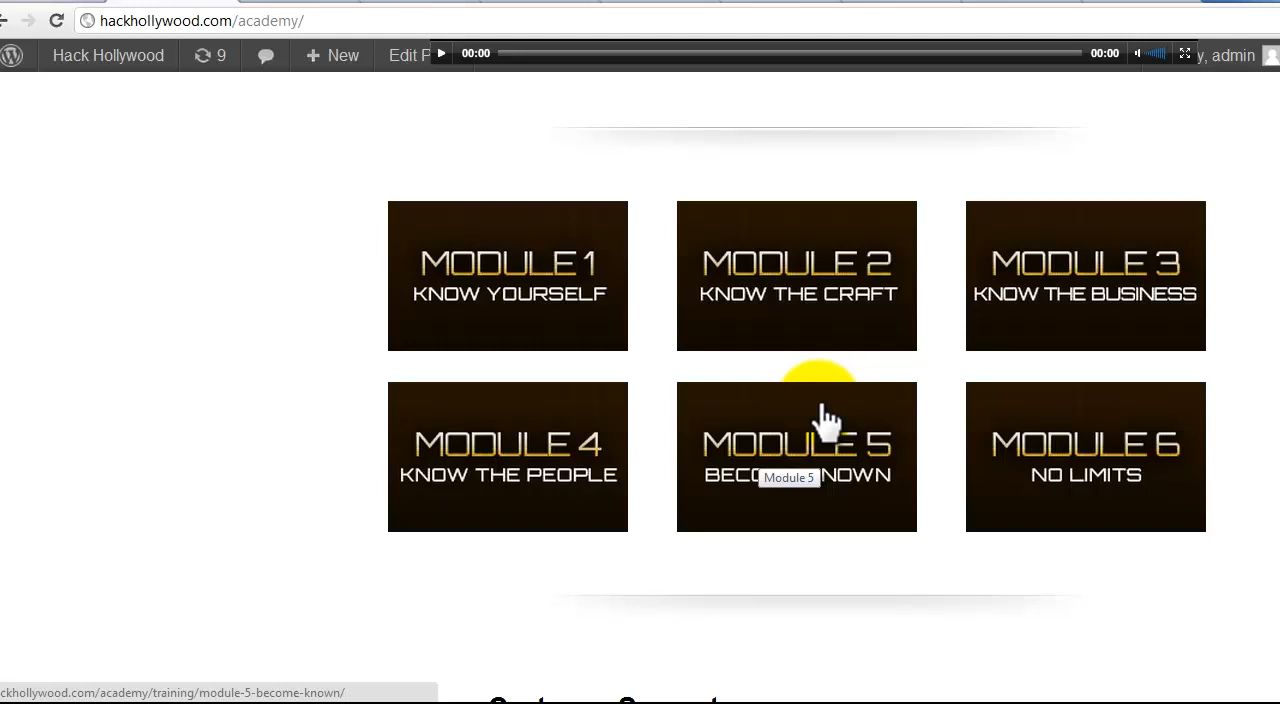 hackhollywood.com/academy/
Hack Hollywood 9 New Edit P 00:00 00:00 y, admin
MODULE 1
KNOW YOURSELF
MODULE 2
KNOW THE CRAFT
MODULE 3
KNOW THE BUSINESS
MODULE 4
KNOW THE PEOPLE
MODULE 5
BECO NOWN
Module 5
MODULE 6
NO LIMITS
ckhollywood.com/academy/training/module-5-become-known/